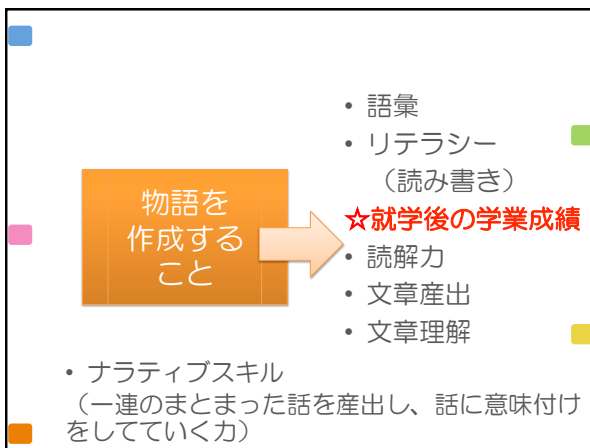 物語を
作成する
こと
• 語彙
• リテラシー
（読み書き）
☆就学後の学業成績
• 読解力
• 文章産出
• 文章理解
• ナラティブスキル
（一連のまとまった話を産出し、話に意味付け
をしてていく力）